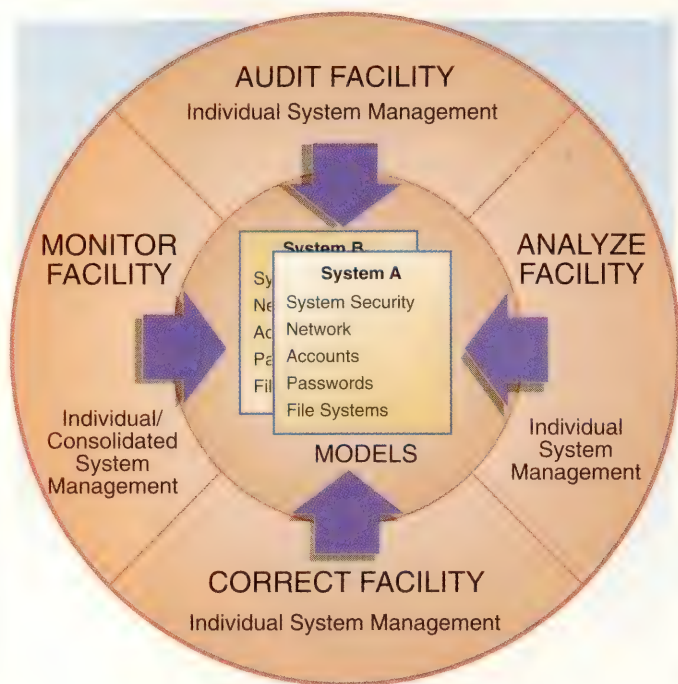 AUDIT FACILITY
Individual System Management
MONITOR
FACILITY
Individual/
Consolidated
System
Management
ANALYZE
FACILITY
Individual
System
Management
System B
System A
System Security
Network
Accounts
Passwords
File Systems
MODELS
CORRECT FACILITY
Individual System Management